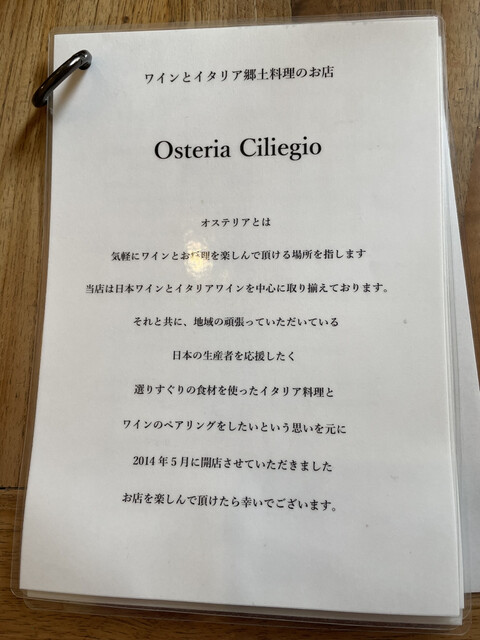 ワインとイタリア郷土料理のお店
Osteria Ciliegio
オステリアとは
気軽にワインとお料理を楽しんで頂ける場所を指します
当店は日本ワインとイタリアワインを中心に取り揃えております。
それと共に、地域の頑張っていただいている
日本の生産者を応援したく
選りすぐりの食材を使ったイタリア料理と
ワインのペアリングをしたいという思いを元に
2014年5月に開店させていただきました
お店を楽しんで頂けたら幸いでございます。